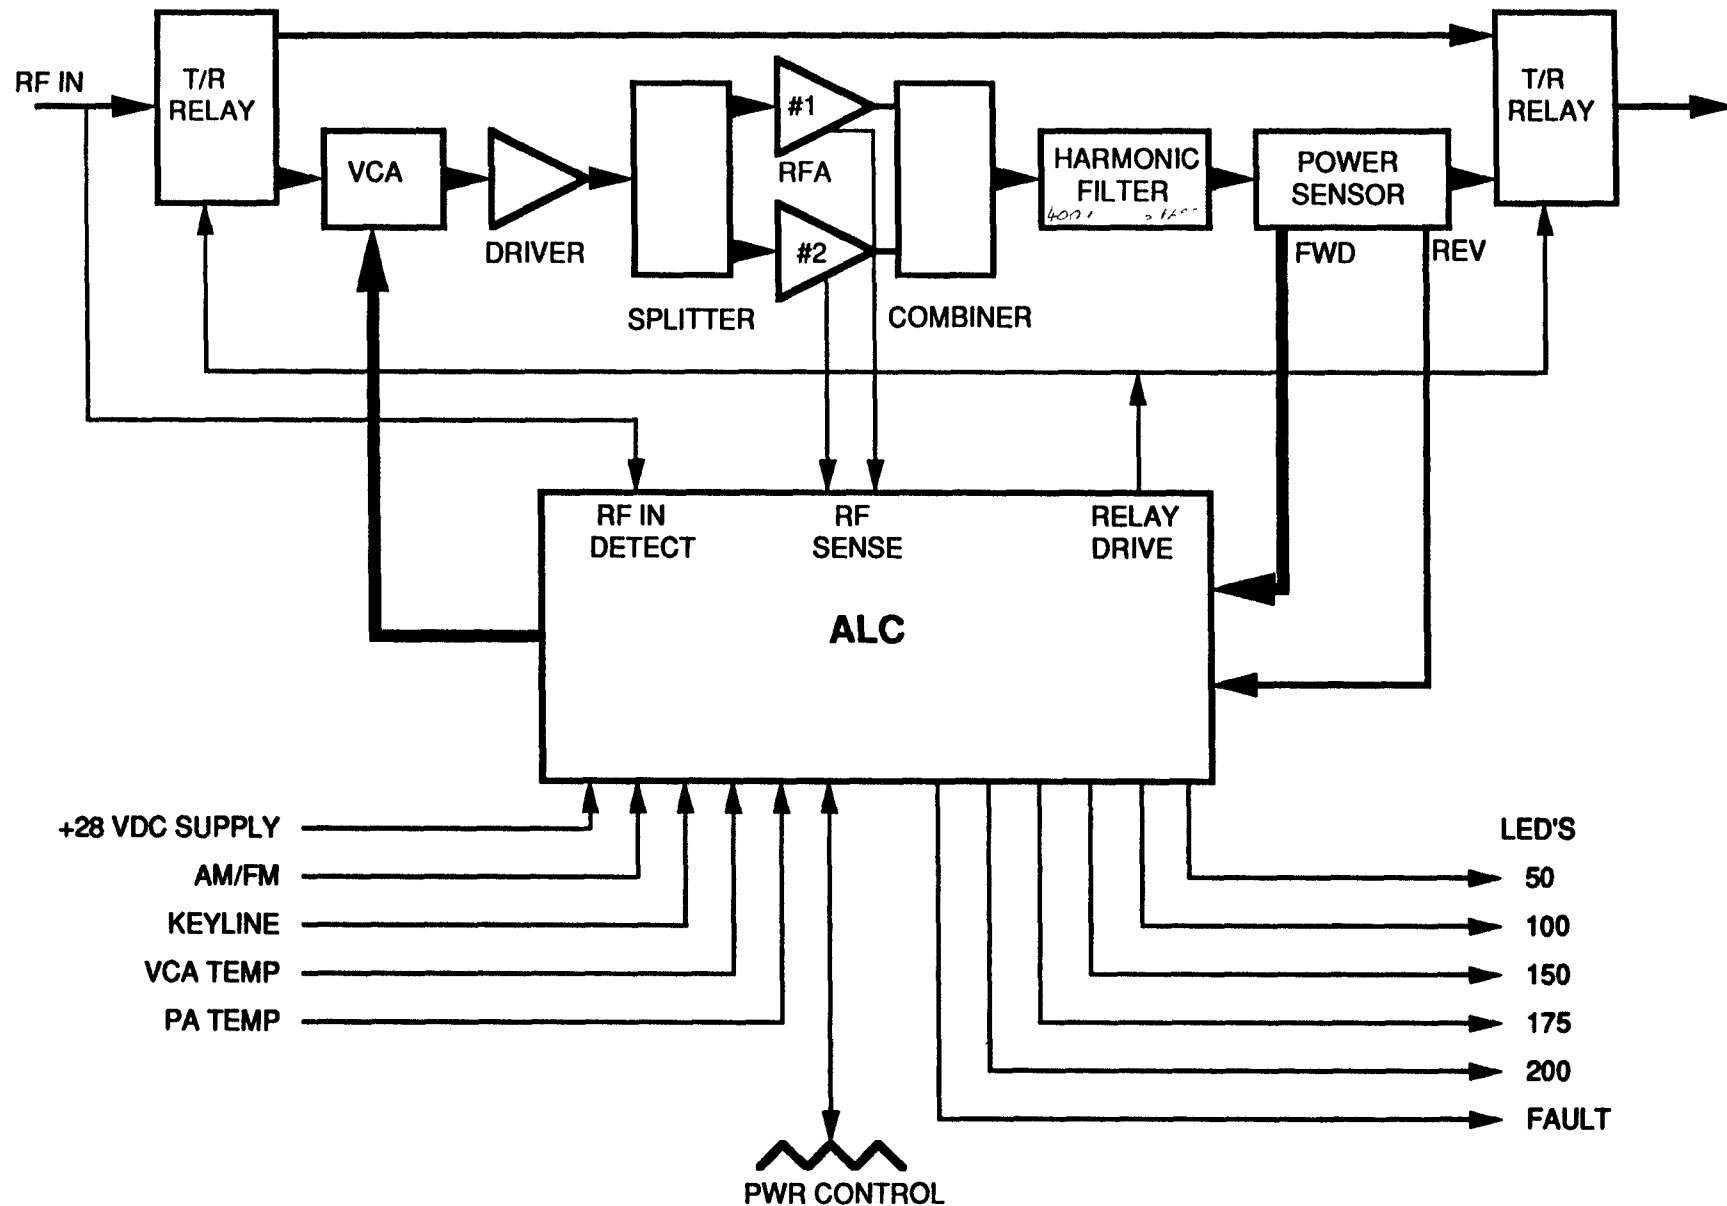 RF IN
T/R
RELAY
VCA
DRIVER
SPLITTER
#1
RFA
#2
COMBINER
HARMONIC
FILTER
POWER
SENSOR
FWD
REV
T/R
RELAY
RF IN
DETECT
RF
SENSE
RELAY
DRIVE
ALC
+28 VDC SUPPLY
AM/FM
KEYLINE
VCA TEMP
PA TEMP
PWR CONTROL
LED'S
50
100
150
175
200
FAULT